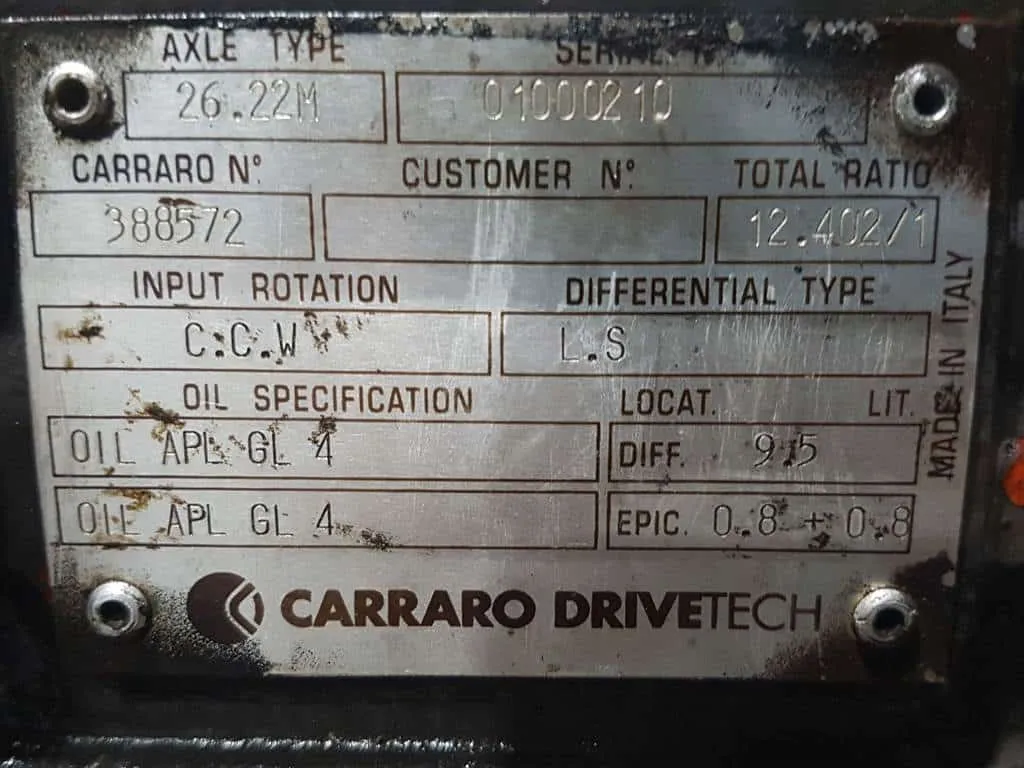 AXLE TYPE SERIAL N°
26.22M 01000210
CARRARO N° CUSTOMER N° TOTAL RATIO
388572 12.402/1
INPUT ROTATION DIFFERENTIAL TYPE
C.C.W L.S
OIL SPECIFICATION LOCAT. LIT.
OIL APL GL 4 DIFF. 9.5
OIL APL GL 4 EPIC. 0.8 + 0.8
CARRARO DRIVETECH
MADE IN ITALY